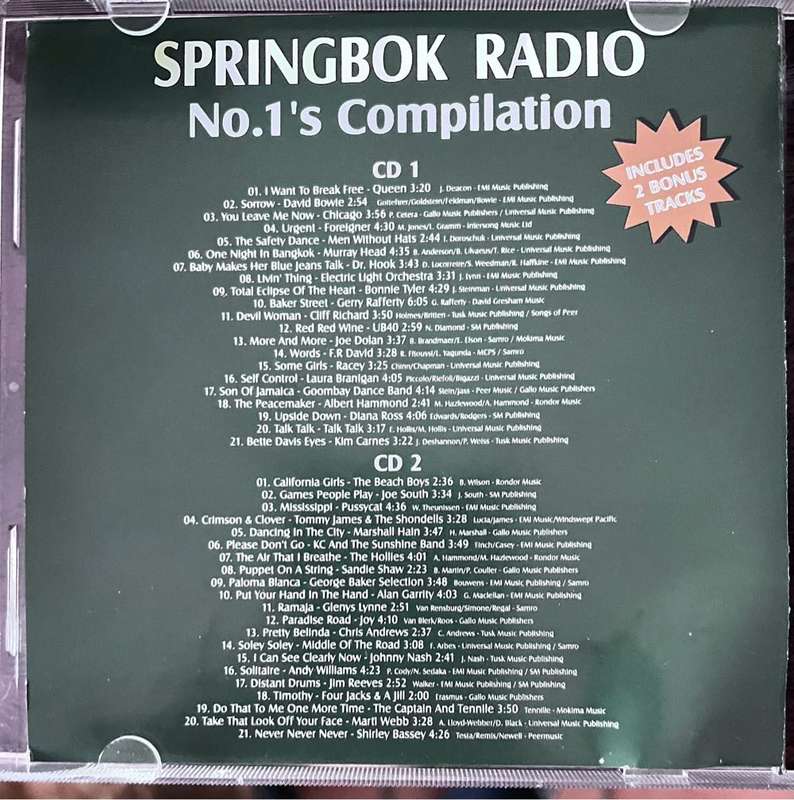 SPRINGBOK RADIO
No.1's Compilation
INCLUDES
2 BONUS
TRACKS
CD 1
01. I Want To Break Free - Queen 3:20 J. Deacon - EMI Music Publishing
02. Sorrow - David Bowie 2:54 Gottehrer/Goldstein/Feldman/Bowie - EMI Music Publishing
03. You Leave Me Now - Chicago 3:56 P. Cetera - Gallo Music Publishers / Universal Music Publishing
04. Urgent - Foreigner 4:30 M. Jones/L. Gramm - Intersong Music Ltd
05. The Safety Dance - Men Without Hats 2:44 I. Doroschuk - Universal Music Publishing
06. One Night In Bangkok - Murray Head 4:35 B. Anderson/B. Ulvaeus/T. Rice - Universal Music Publishing
07. Baby Makes Her Blue Jeans Talk - Dr. Hook 3:43 D. Weedman/R. Haffkine - EMI Music Publishing
08. Livin' Thing - Electric Light Orchestra 3:31 J. Lynn - EMI Music Publishing
09. Total Eclipse Of The Heart - Bonnie Tyler 4:29 J. Steinman - Universal Music Publishing
10. Baker Street - Gerry Rafferty 6:05 G. Rafferty - David Gresham Music
11. Devil Woman - Cliff Richard 3:50 Holmes/Britten - Tusk Music Publishing / Songs of Peer
12. Red Red Wine - UB40 2:59 N. Diamond - SM Publishing
13. More And More - Joe Dolan 3:37 B. Brandmaer/E. Elson - Samro / Mokima Music
14. Words - F.R David 3:28 R. Fitoussi/L. Yagunda - MCPS / Samro
15. Some Girls - Racey 3:25 Chinn/Chapman - Universal Music Publishing
16. Self Control - Laura Branigan 4:05 Piccolo/Riefoli/Bigazzi - Universal Music Publishing
17. Son Of Jamaica - Goombay Dance Band 4:14 Stein/Jass - Peer Music / Gallo Music Publishers
18. The Peacemaker - Albert Hammond 2:41 M. Hazlewood/A. Hammond - Rondor Music
19. Upside Down - Diana Ross 4:06 Edwards/Rodgers - SM Publishing
20. Talk Talk - Talk Talk 3:17 E. Hollis/M. Hollis - Universal Music Publishing
21. Bette Davis Eyes - Kim Carnes 3:22 J. Deshannon/P. Weiss - Tusk Music Publishing
CD 2
01. California Girls - The Beach Boys 2:36 B. Wilson - Rondor Music
02. Games People Play - Joe South 3:34 J. South - SM Publishing
03. Mississippi - Pussycat 4:36 W. Theunissen - EMI Music Publishing
04. Crimson & Clover - Tommy James & The Shondells 3:28 Lucia/James - EMI Music/Windswept Pacific
05. Dancing In The City - Marshall Hain 3:47 H. Marshall - Gallo Music Publishers
06. Please Don't Go - KC And The Sunshine Band 3:49 Finch/Casey - EMI Music Publishing
07. The Air That I Breathe - The Hollies 4:01 A. Hammond/M. Hazlewood - Rondor Music
08. Puppet On A String - Sandie Shaw 2:23 B. Martin/P. Coulter - Gallo Music Publishers
09. Paloma Blanca - George Baker Selection 3:48 Bouwens - EMI Music Publishing / Samro
10. Put Your Hand In The Hand - Alan Garrity 4:03 G. Maclellan - EMI Music Publishing
11. Ramaja - Glenys Lynne 2:51 Van Rensburg/Simone/Regal - Samro
12. Paradise Road - Joy 4:10 Van Blerk/Roos - Gallo Music Publishers
13. Pretty Belinda - Chris Andrews 2:37 C. Andrews - Tusk Music Publishing
14. Soley Soley - Middle Of The Road 3:08 F. Arben - Universal Music Publishing / Samro
15. I Can See Clearly Now - Johnny Nash 2:41 J. Nash - Tusk Music Publishing
16. Solitaire - Andy Williams 4:23 P. Cody/N. Sedaka - EMI Music Publishing / SM Publishing
17. Distant Drums - Jim Reeves 2:52 Walker - EMI Music Publishing / SM Publishing
18. Timothy - Four Jacks & A Jill 2:00 Erasmus - Gallo Music Publishers
19. Do That To Me One More Time - The Captain And Tennile 3:50 Tennille - Mokima Music
20. Take That Look Off Your Face - Marti Webb 3:28 A. Lloyd-Webber/D. Black - Universal Music Publishing
21. Never Never Never - Shirley Bassey 4:26 Testa/Remis/Newell - Peermusic